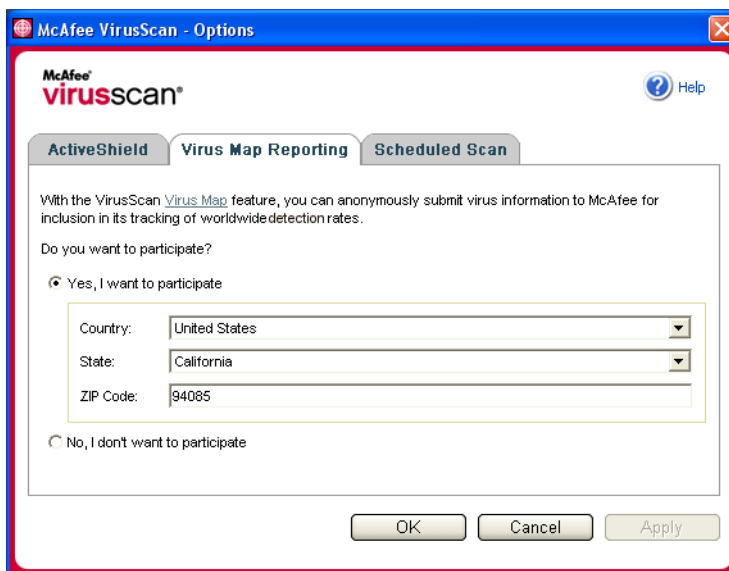 McAfee VirusScan - Options
McAfee®
virusscan®
Help
ActiveShield
Virus Map Reporting
Scheduled Scan
With the VirusScan Virus Map feature, you can anonymously submit virus information to McAfee for
inclusion in its tracking of worldwide detection rates.
Do you want to participate?
Yes, I want to participate
Country: United States
State: California
ZIP Code: 94085
No, I don't want to participate
OK Cancel Apply